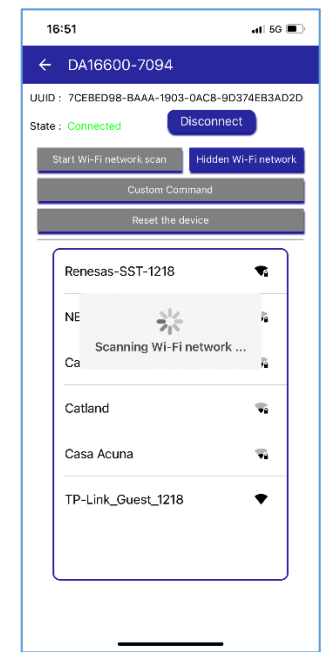 16:51 5G
← DA16600-7094
UUID : 7CEBED98-BAAA-1903-0AC8-9D374EB3AD2D
State : Connected Disconnect
Start Wi-Fi network scan Hidden Wi-Fi network
Custom Command
Reset the device
Renesas-SST-1218
NE
Scanning Wi-Fi network ...
Ca
Catland
Casa Acuna
TP-Link_Guest_1218